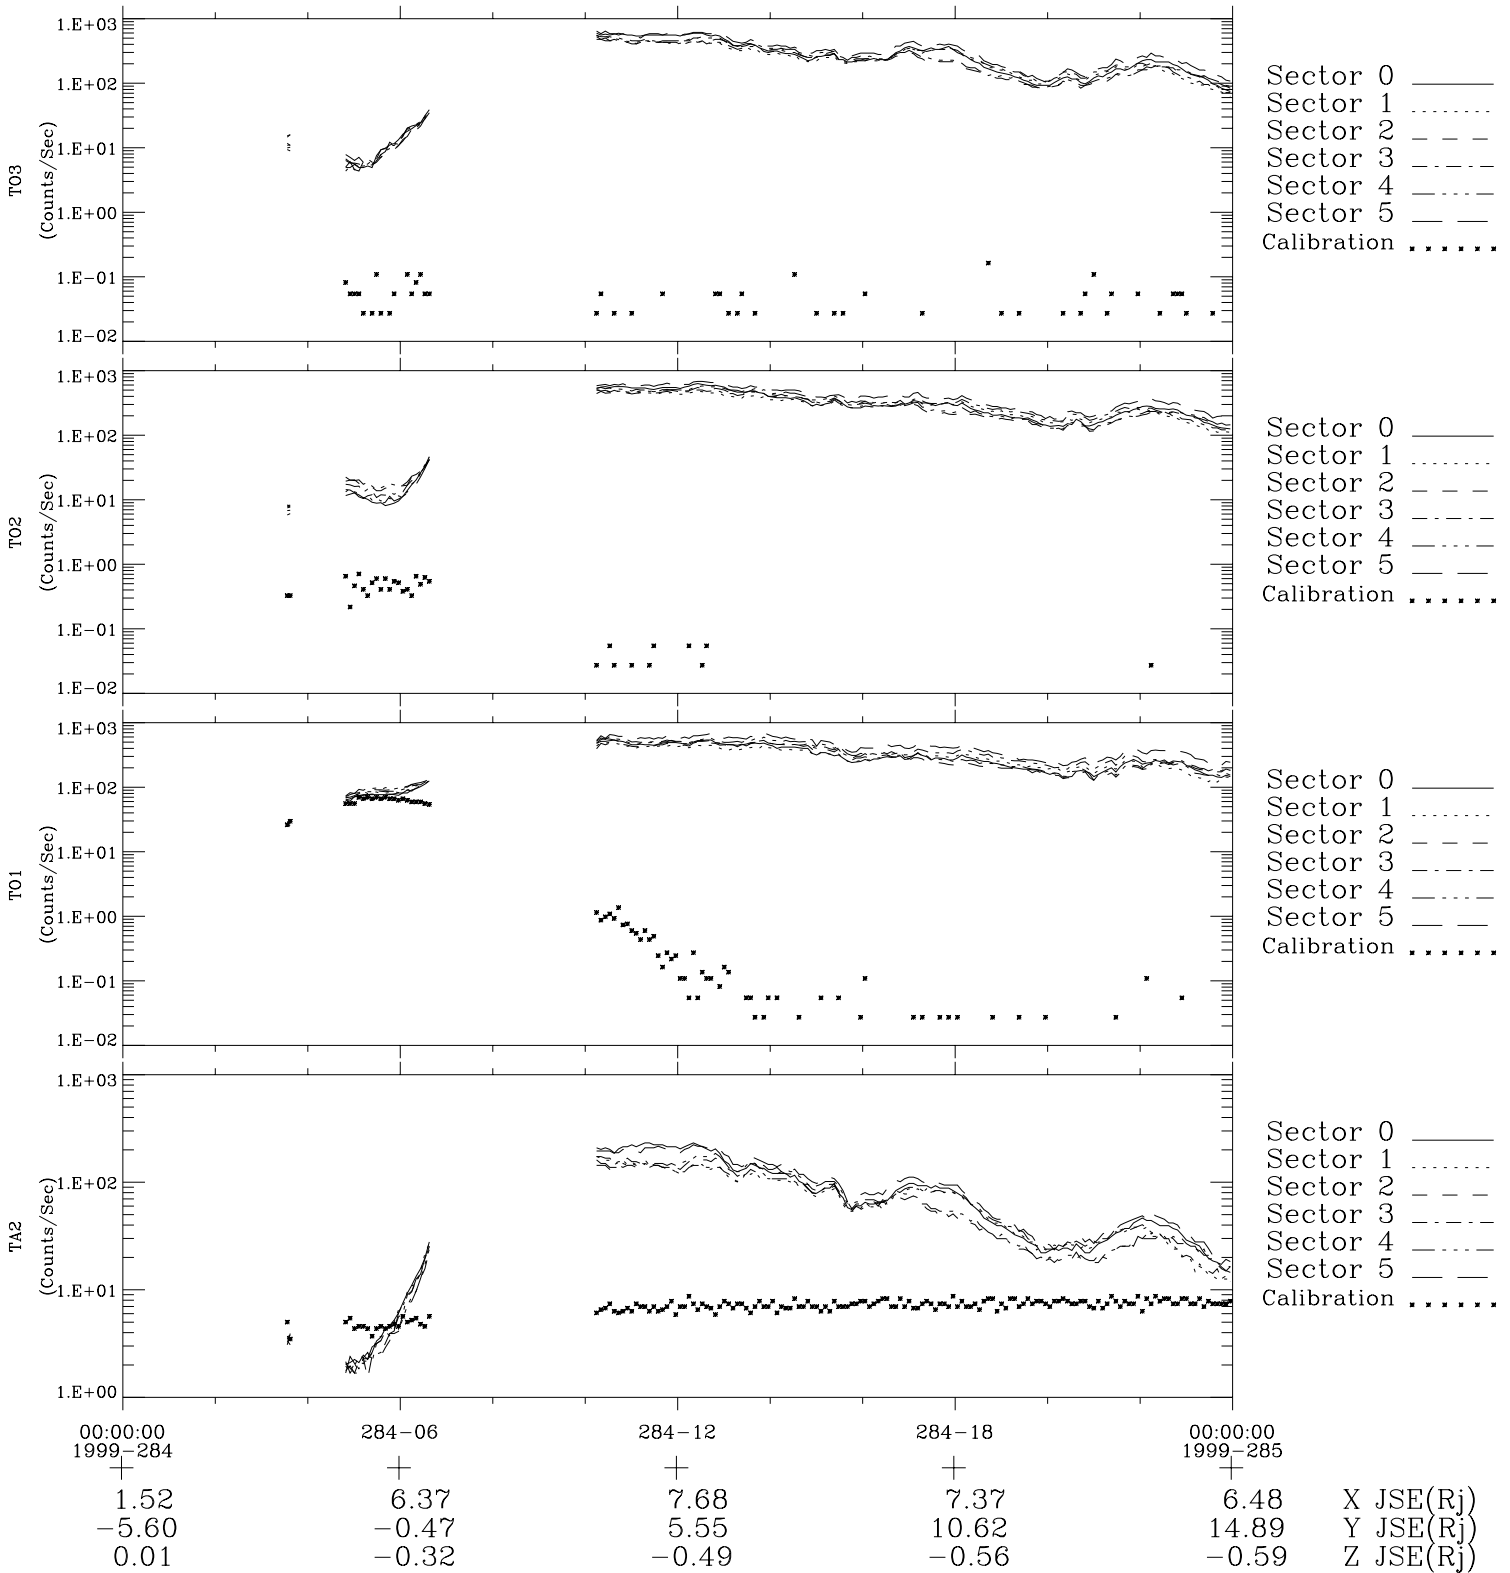 1.E+03
1.E+02
1.E+01
1.E+00
1.E-01
1.E-02
TO3
(Counts/Sec)
Sector 0
Sector 1
Sector 2
Sector 3
Sector 4
Sector 5
Calibration
1.E+03
1.E+02
1.E+01
1.E+00
1.E-01
1.E-02
TO2
(Counts/Sec)
Sector 0
Sector 1
Sector 2
Sector 3
Sector 4
Sector 5
Calibration
1.E+03
1.E+02
1.E+01
1.E+00
1.E-01
1.E-02
TO1
(Counts/Sec)
Sector 0
Sector 1
Sector 2
Sector 3
Sector 4
Sector 5
Calibration
1.E+03
1.E+02
1.E+01
1.E+00
TA2
(Counts/Sec)
Sector 0
Sector 1
Sector 2
Sector 3
Sector 4
Sector 5
Calibration
00:00:00 284-06 284-12 284-18 00:00:00
1999-284 1999-285
1.52 6.37 7.68 7.37 6.48 X JSE(Rj)
-5.60 -0.47 5.55 10.62 14.89 Y JSE(Rj)
0.01 -0.32 -0.49 -0.56 -0.59 Z JSE(Rj)